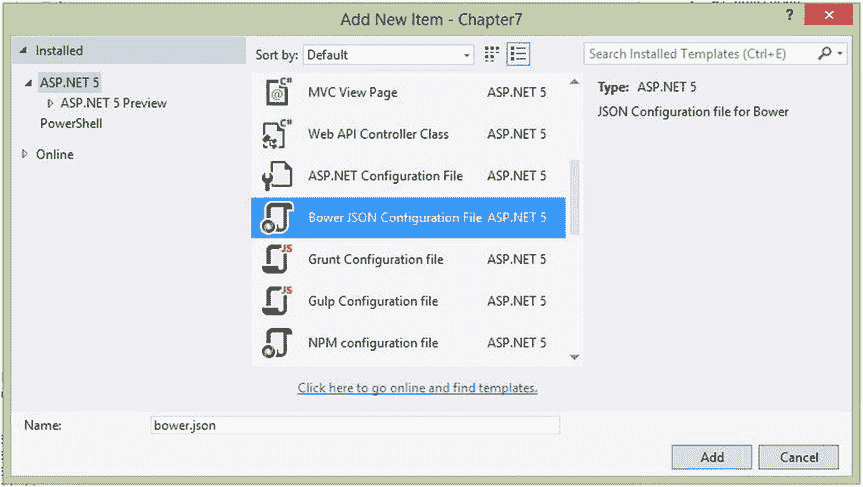 Add New Item - Chapter7
?
Installed
ASP.NET 5
ASP.NET 5 Preview
PowerShell
Online
Sort by: Default
Search Installed Templates (Ctrl+E)
MVC View Page ASP.NET 5
Web API Controller Class ASP.NET 5
ASP.NET Configuration File ASP.NET 5
Bower JSON Configuration File ASP.NET 5
Grunt Configuration file ASP.NET 5
Gulp Configuration file ASP.NET 5
NPM configuration file ASP.NET 5
Type: ASP.NET 5
JSON Configuration file for Bower
Click here to go online and find templates.
Name: bower.json
Add Cancel